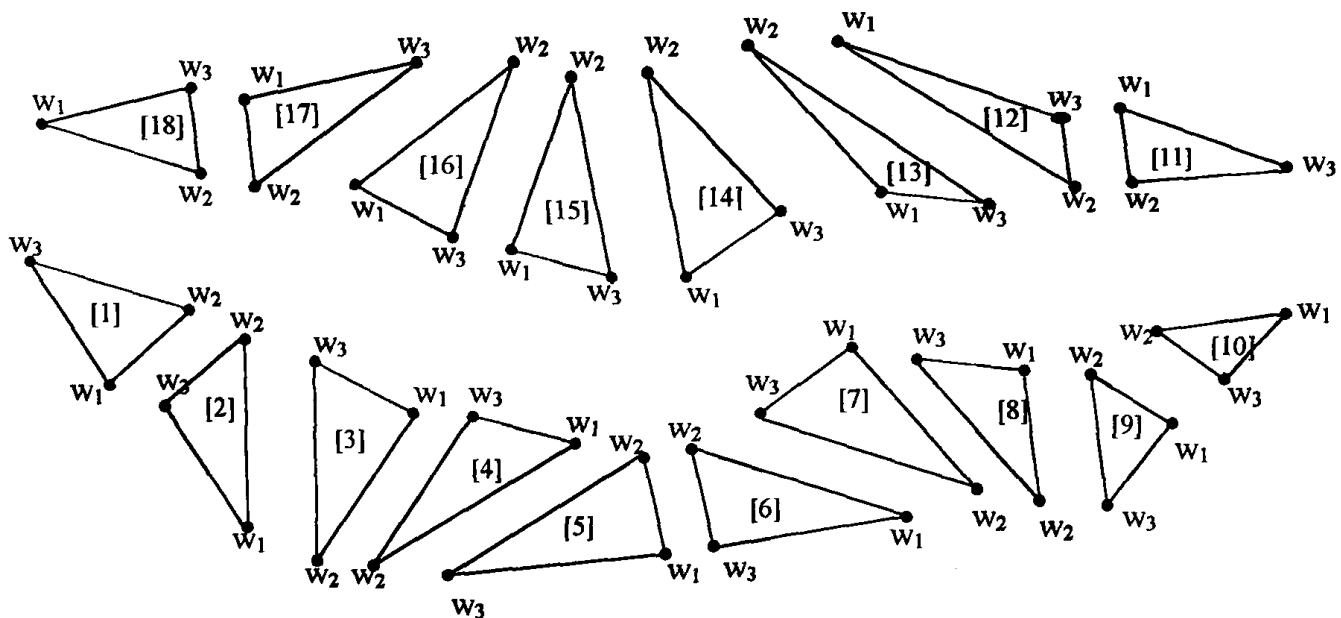 W1 W3 W2 [18]
W1 W3 W2 [17]
W2 W1 W3 [16]
W2 W1 W3 [15]
W2 W3 W1 [14]
W2 W1 W3 [13]
W1 W3 W2 [12]
W1 W3 W2 [11]
W3 W2 W1 [1]
W2 W3 W1 [2]
W3 W1 W2 [3]
W3 W1 W2 [4]
W2 W1 W3 [5]
W2 W1 W3 [6]
W1 W3 W2 [7]
W3 W1 W2 [8]
W2 W1 W3 [9]
W2 W1 W3 [10]